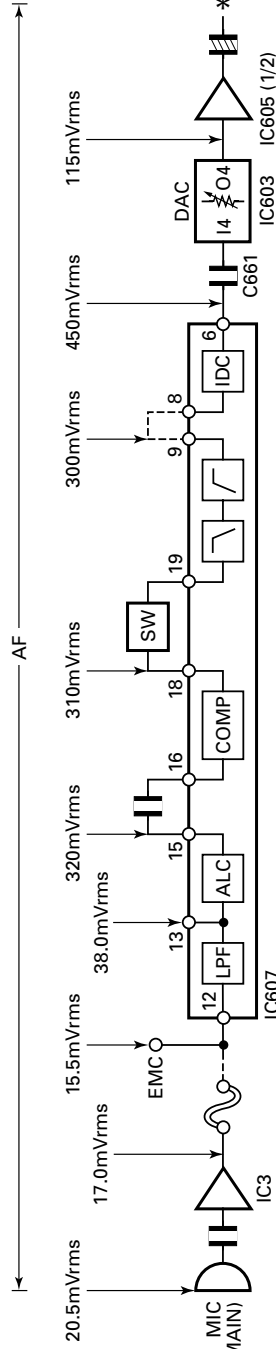 AF
20.5mVrms
17.0mVrms
15.5mVrms
38.0mVrms
320mVrms
310mVrms
300mVrms
450mVrms
115mVrms
EMC
SW
MIC
(MAIN)
IC3
12
LPF
13
ALC
15
16
COMP
18
19
9
8
IDC
6
IC607
C661
DAC
I4
O4
IC603
IC605 (1/2)
*